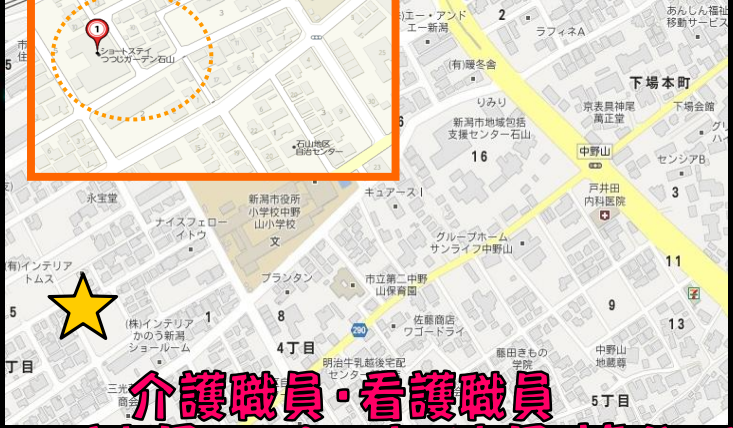 1
ショートステイ
つつじガーデン石山
石山地区
自治センター
エー・アンド
エー新潟
2
ラフィネA
あんしん福祉
移動サービス
(有)暖冬舎
下場本町
りみり
京表具神尾
萬正堂
下場会館
新潟市地域包括
支援センター石山
16
中野山
センシアB
キュアースⅠ
戸井田
内科医院
3
永宝堂
新潟市役所
小学校中野
山小学校
文
ナイスフェロー
イトウ
グループホーム
サンライフ中野山
(有)インテリア
トムス
プランタン
市立第二中野
山保育園
11
5
(株)インテリア
かのう新潟
ショールーム
1
8
290
佐藤商店
ワゴードライ
9
13
丁目
4丁目
明治牛乳越後宅配
センター
藤田きもの
学院
中野山
地蔵尊
5丁目
介護職員・看護職員